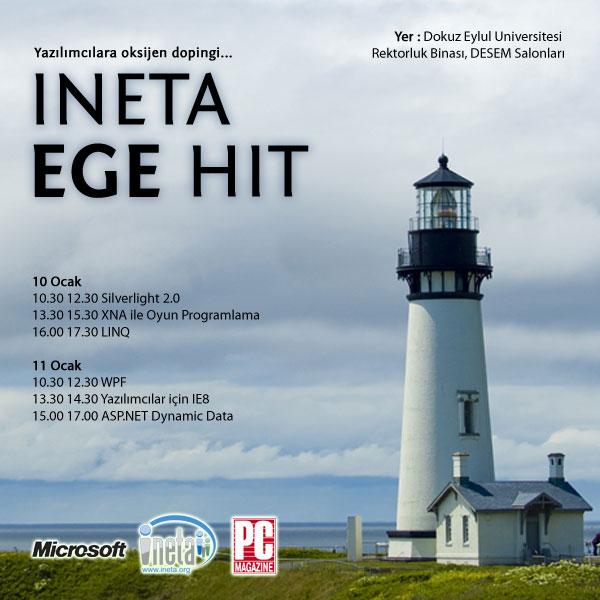 Yazılımcılara oksijen dopingi...
INETA
EGE HIT
Yer : Dokuz Eylul Universitesi
Rektorluk Binası, DESEM Salonları
10 Ocak
10.30 12.30 Silverlight 2.0
13.30 15.30 XNA ile Oyun Programlama
16.00 17.30 LINQ
11 Ocak
10.30 12.30 WPF
13.30 14.30 Yazılımcılar için IE8
15.00 17.00 ASP.NET Dynamic Data
Microsoft
ineta
www.ineta.org
PC
MAGAZINE